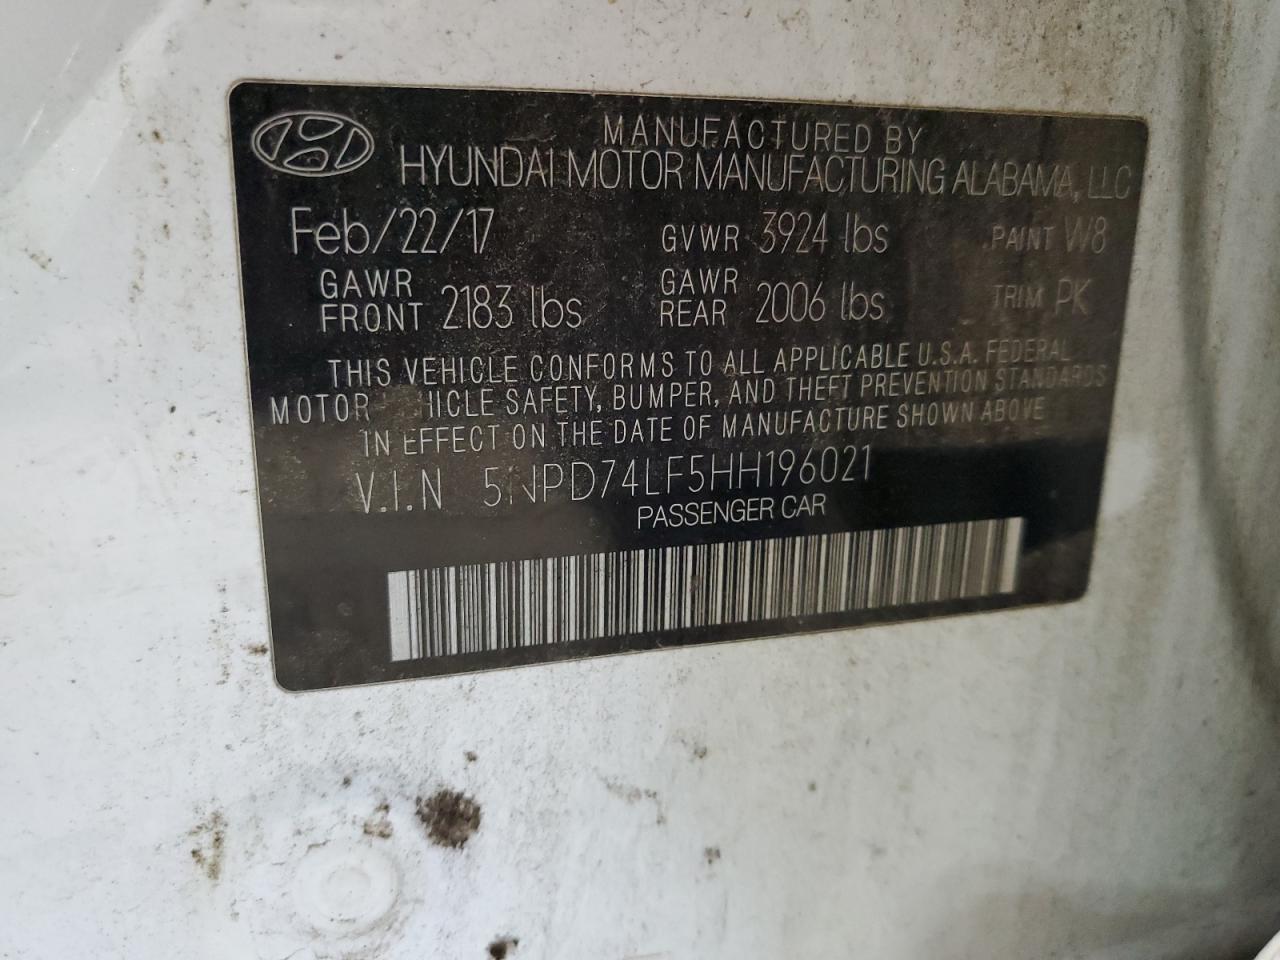 MANUFACTURED BY
HYUNDAI MOTOR MANUFACTURING ALABAMA, LLC
Feb/22/17 GVWR 3924 lbs PAINT W8
GAWR FRONT 2183 lbs GAWR REAR 2006 lbs TRIM PK
THIS VEHICLE CONFORMS TO ALL APPLICABLE U.S.A. FEDERAL
MOTOR HICLE SAFETY, BUMPER, AND THEFT PREVENTION STANDARDS
IN EFFECT ON THE DATE OF MANUFACTURE SHOWN ABOVE
V.I.N 5NPD74LF5HH196021
PASSENGER CAR